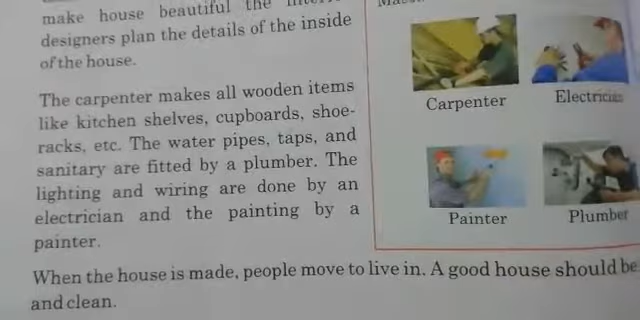 make house beautiful the
designers plan the details of the inside
of the house.
The carpenter makes all wooden items
like kitchen shelves, cupboards, shoe-
racks, etc. The water pipes, taps, and
sanitary are fitted by a plumber. The
lighting and wiring are done by an
electrician and the painting by a
painter.
Carpenter
Electrician
Painter
Plumber
When the house is made, people move to live in. A good house should be
and clean.